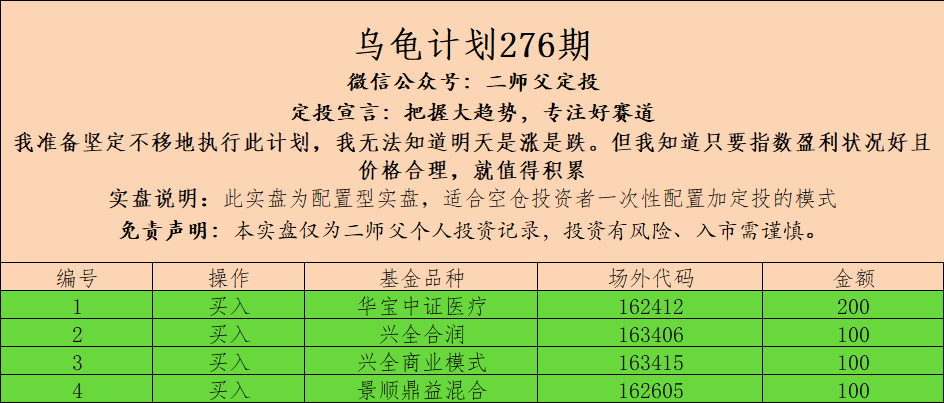 乌龟计划276期
微信公众号：二师父定投
定投宣言：把握大趋势，专注好赛道
我准备坚定不移地执行此计划，我无法知道明天是涨是跌。但我知道只要指数盈利状况好且
价格合理，就值得积累
实盘说明：此实盘为配置型实盘，适合空仓投资者一次性配置加定投的模式
免责声明：本实盘仅为二师父个人投资记录，投资有风险、入市需谨慎。
编号 操作 基金品种 场外代码 金额
1 买入 华宝中证医疗 162412 200
2 买入 兴全合润 163406 100
3 买入 兴全商业模式 163415 100
4 买入 景顺鼎益混合 162605 100